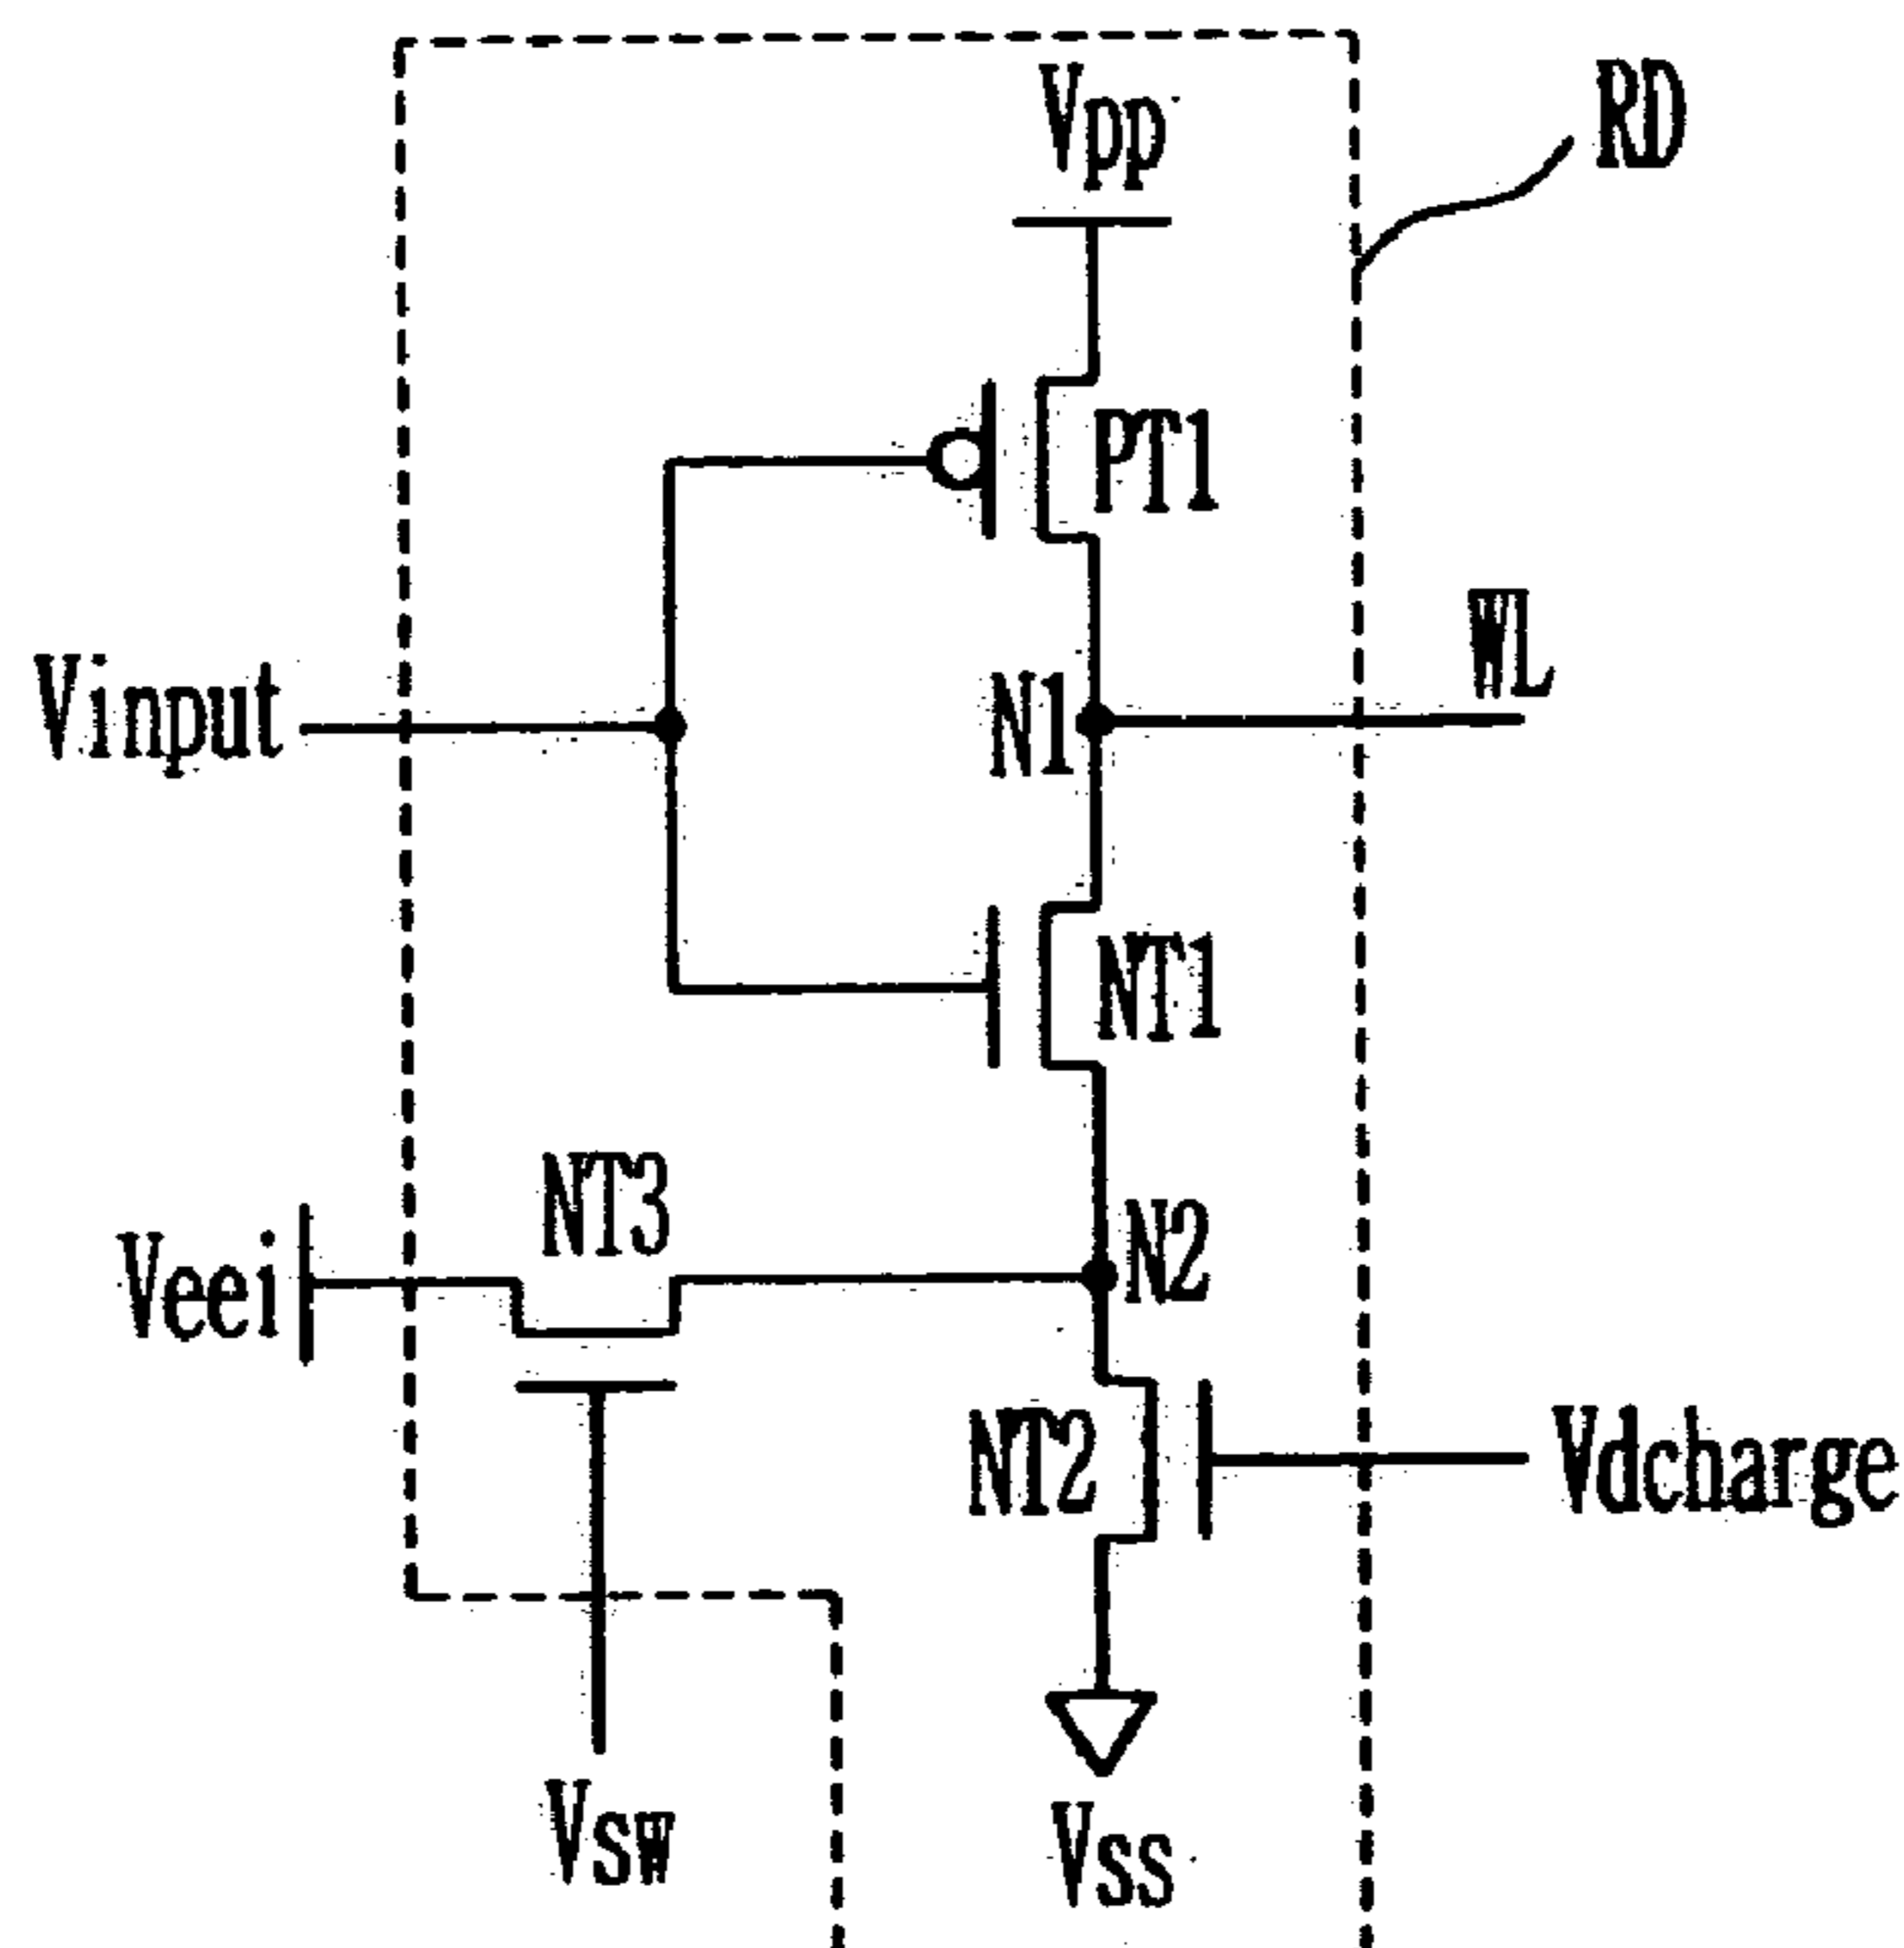 Vpp
RD
PT1
WL
Vinput
N1
NT1
NT3
N2
Veei
NT2
Vdcharge
Vsw
Vss